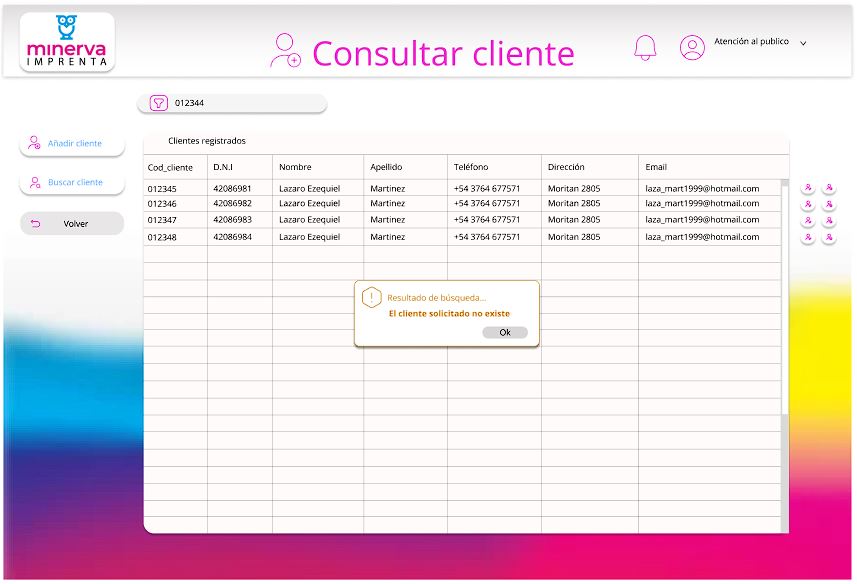 minerva
IMPRENTA
Consultar cliente
Atención al publico
012344
Añadir cliente
Buscar cliente
Volver
Clientes registrados
Cod_cliente D.N.I Nombre Apellido Teléfono Dirección Email
012345 42086981 Lazaro Ezequiel Martinez +54 3764 677571 Moritan 2805 laza_mart1999@hotmail.com
012346 42086982 Lazaro Ezequiel Martinez +54 3764 677571 Moritan 2805 laza_mart1999@hotmail.com
012347 42086983 Lazaro Ezequiel Martinez +54 3764 677571 Moritan 2805 laza_mart1999@hotmail.com
012348 42086984 Lazaro Ezequiel Martinez +54 3764 677571 Moritan 2805 laza_mart1999@hotmail.com
Resultado de búsqueda...
El cliente solicitado no existe
Ok